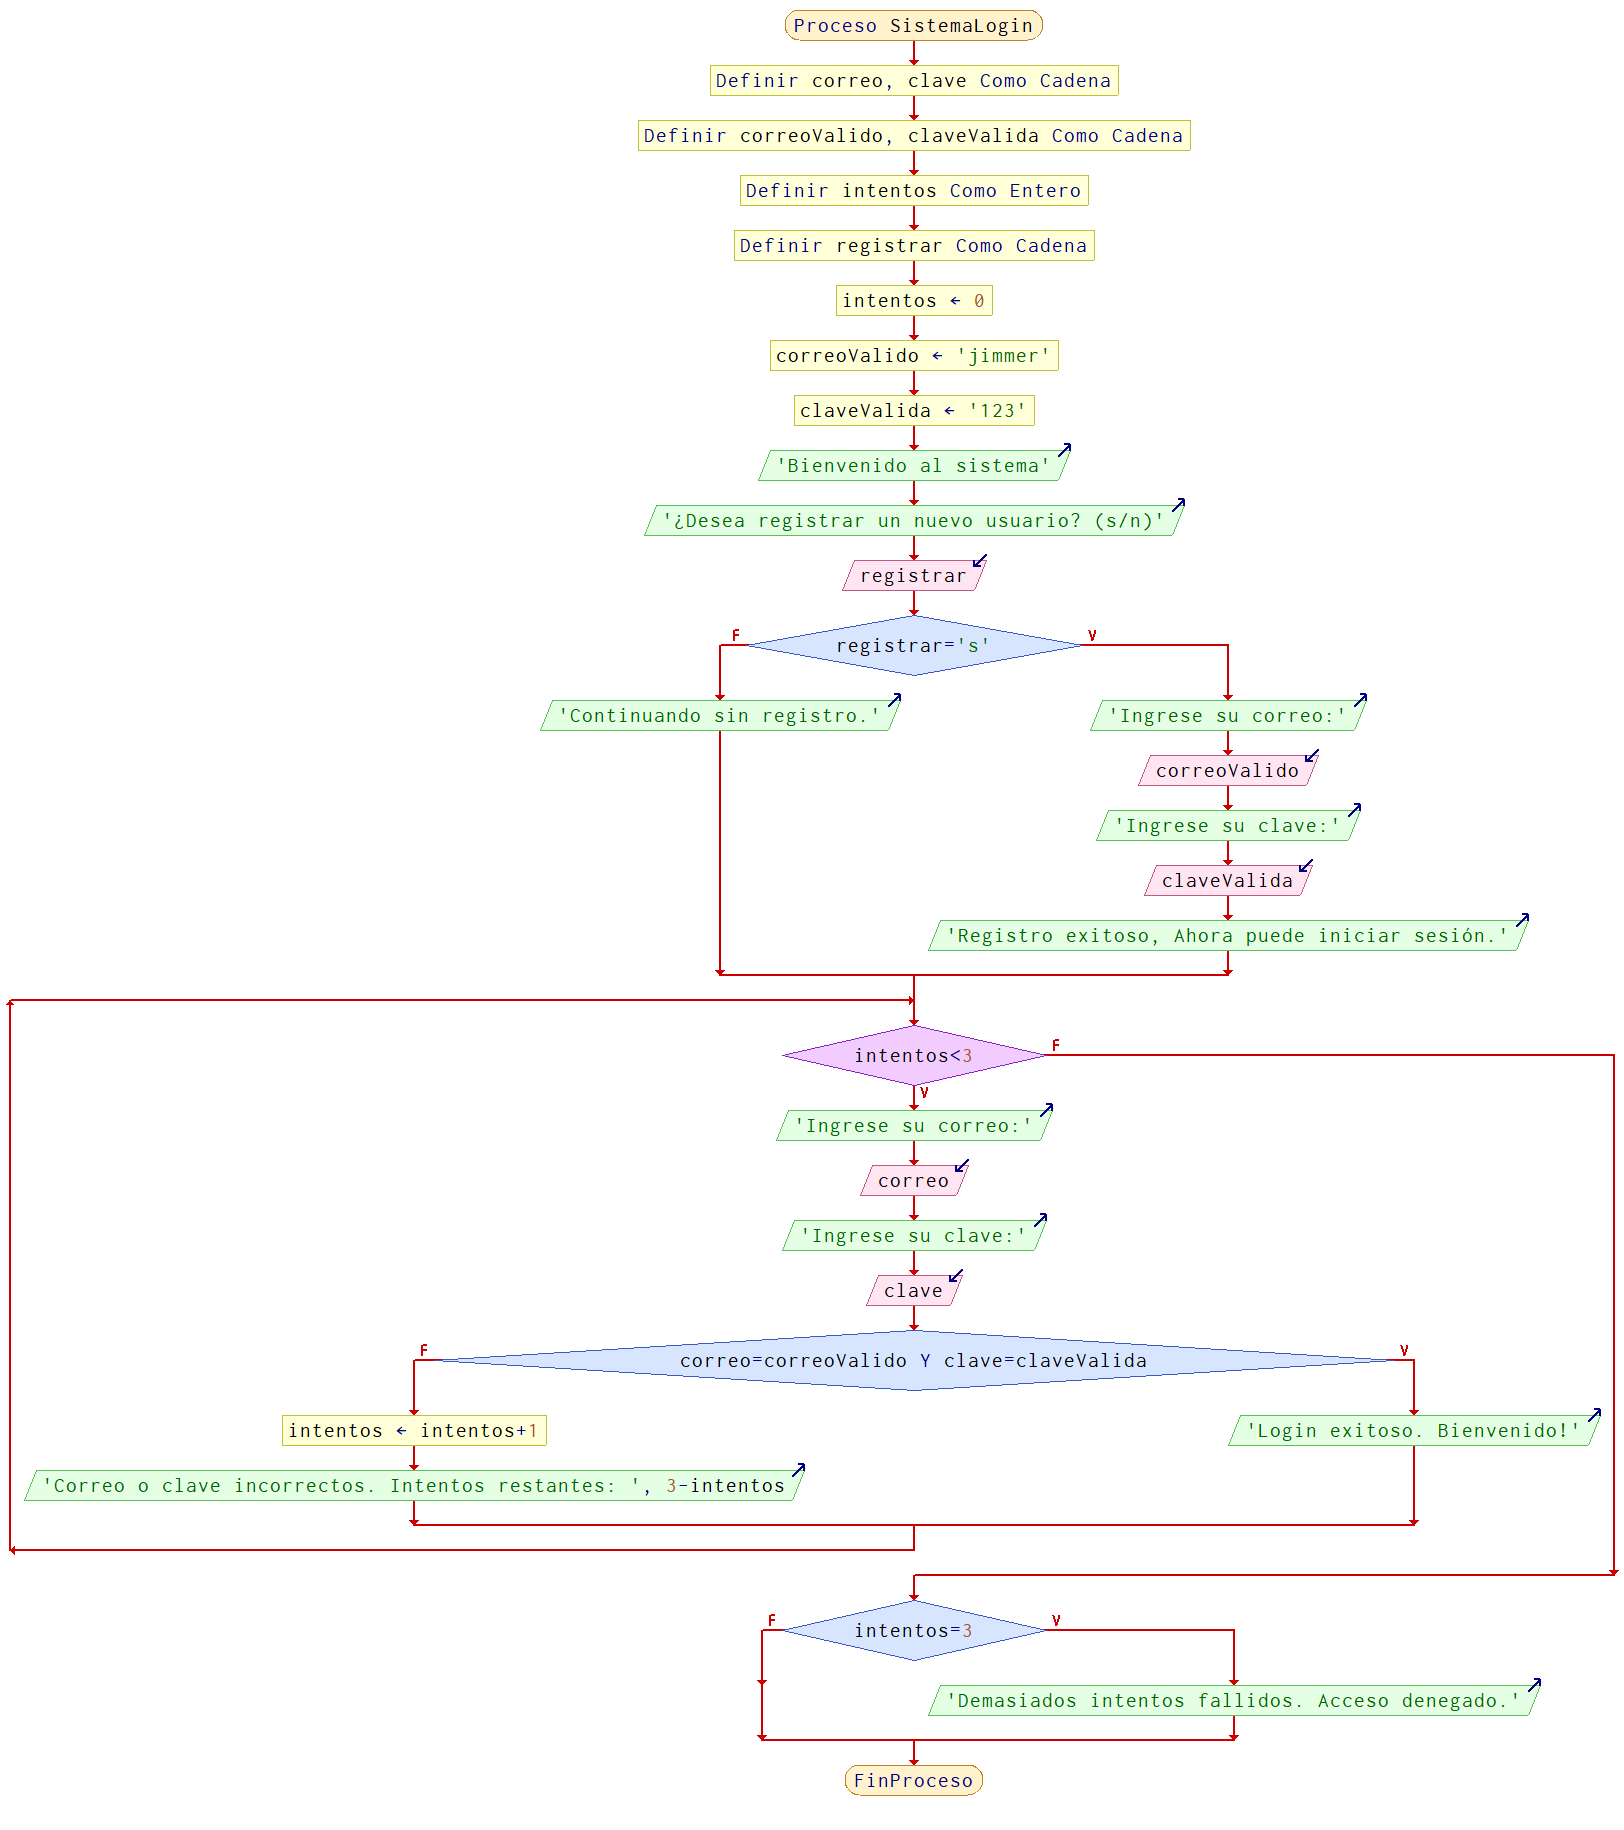 Proceso SistemaLogin
Definir correo, clave Como Cadena
Definir correoValido, claveValida Como Cadena
Definir intentos Como Entero
Definir registrar Como Cadena
intentos ← 0
correoValido ← 'jimmer'
claveValida ← '123'
'Bienvenido al sistema'
'¿Desea registrar un nuevo usuario? (s/n)'
registrar
F
registrar='s'
V
'Continuando sin registro.'
'Ingrese su correo:'
correoValido
'Ingrese su clave:'
claveValida
'Registro exitoso, Ahora puede iniciar sesión.'
intentos<3
F
V
'Ingrese su correo:'
correo
'Ingrese su clave:'
clave
F
correo=correoValido Y clave=claveValida
V
intentos ← intentos+1
'Login exitoso. Bienvenido!'
'Correo o clave incorrectos. Intentos restantes: ', 3-intentos
F
intentos=3
V
'Demasiados intentos fallidos. Acceso denegado.'
FinProceso